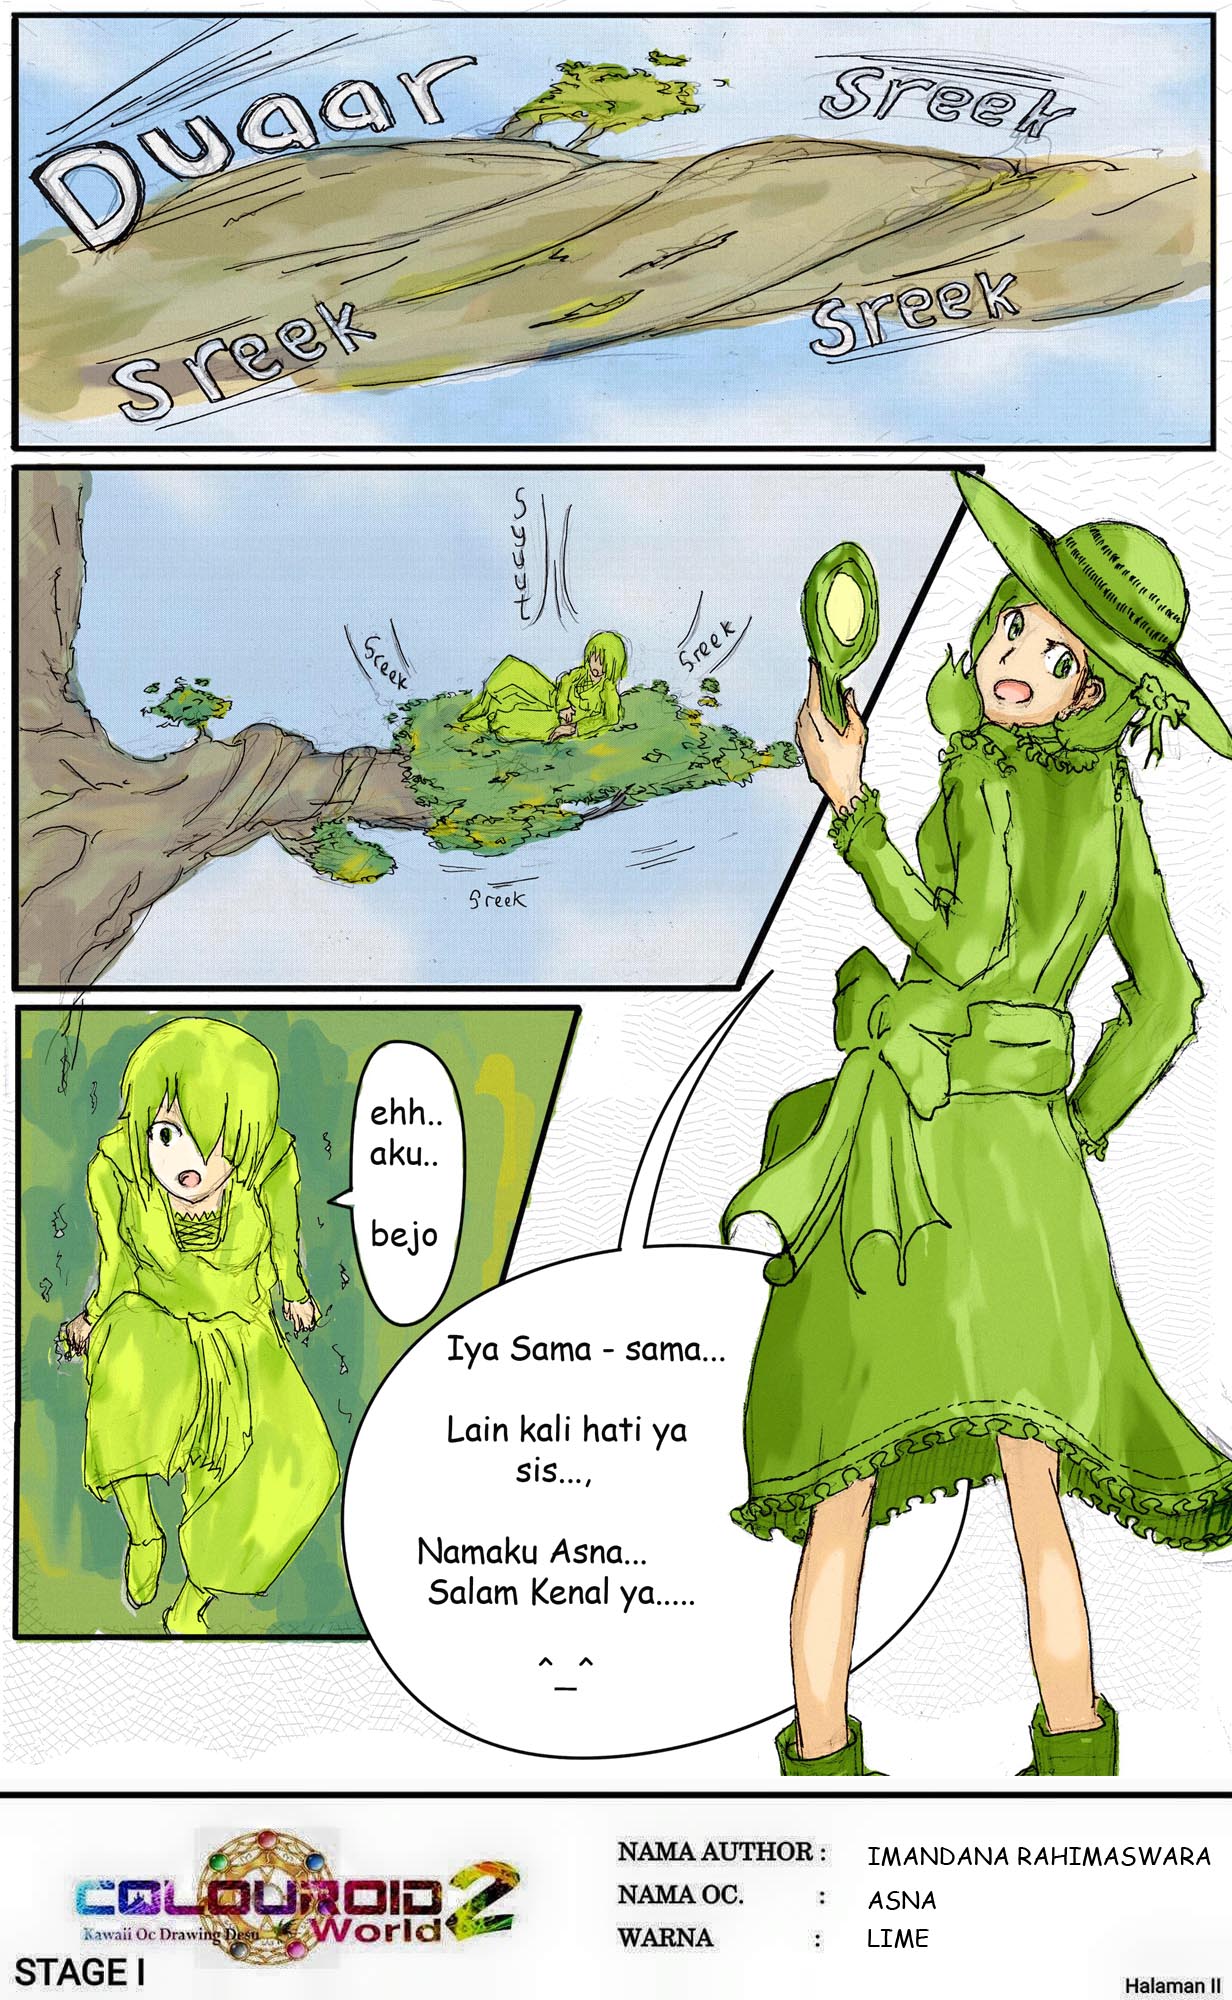 Duaar
Sreek
Sreek
Sreek
Syuut
Sreek
Sreek
Sreek
ehh..
aku..
bejo
Iya Sama - sama...
Lain kali hati ya
sis...,
Namaku Asna...
Salam Kenal ya.....
^_^
COLOUROID
World 2
Kawaii Oc Drawing Desu
STAGE I
NAMA AUTHOR : IMANDANA RAHIMASWARA
NAMA OC. : ASNA
WARNA : LIME
Halaman II